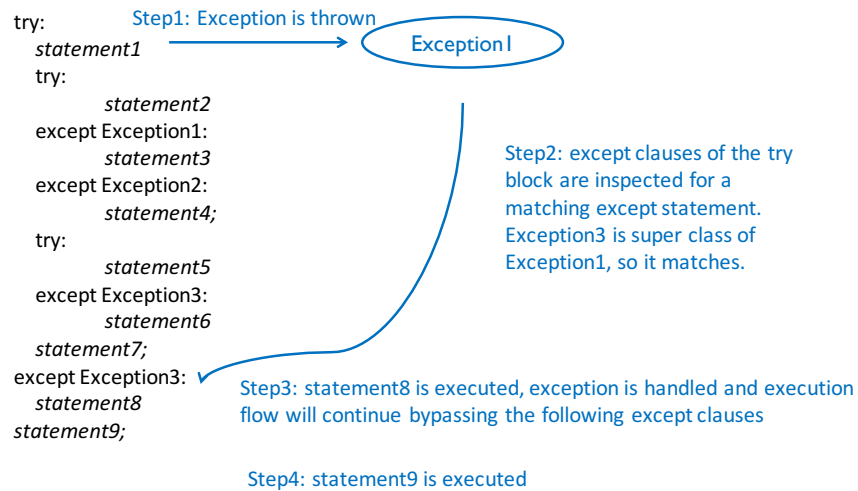 Step1: Exception is thrown
try:
statement1
Exception1
try:
statement2
except Exception1:
statement3
except Exception2:
statement4;
try:
statement5
except Exception3:
statement6
statement7;
except Exception3:
statement8
statement9;
Step2: except clauses of the try
block are inspected for a
matching except statement.
Exception3 is super class of
Exception1, so it matches.
Step3: statement8 is executed, exception is handled and execution
flow will continue bypassing the following except clauses
Step4: statement9 is executed